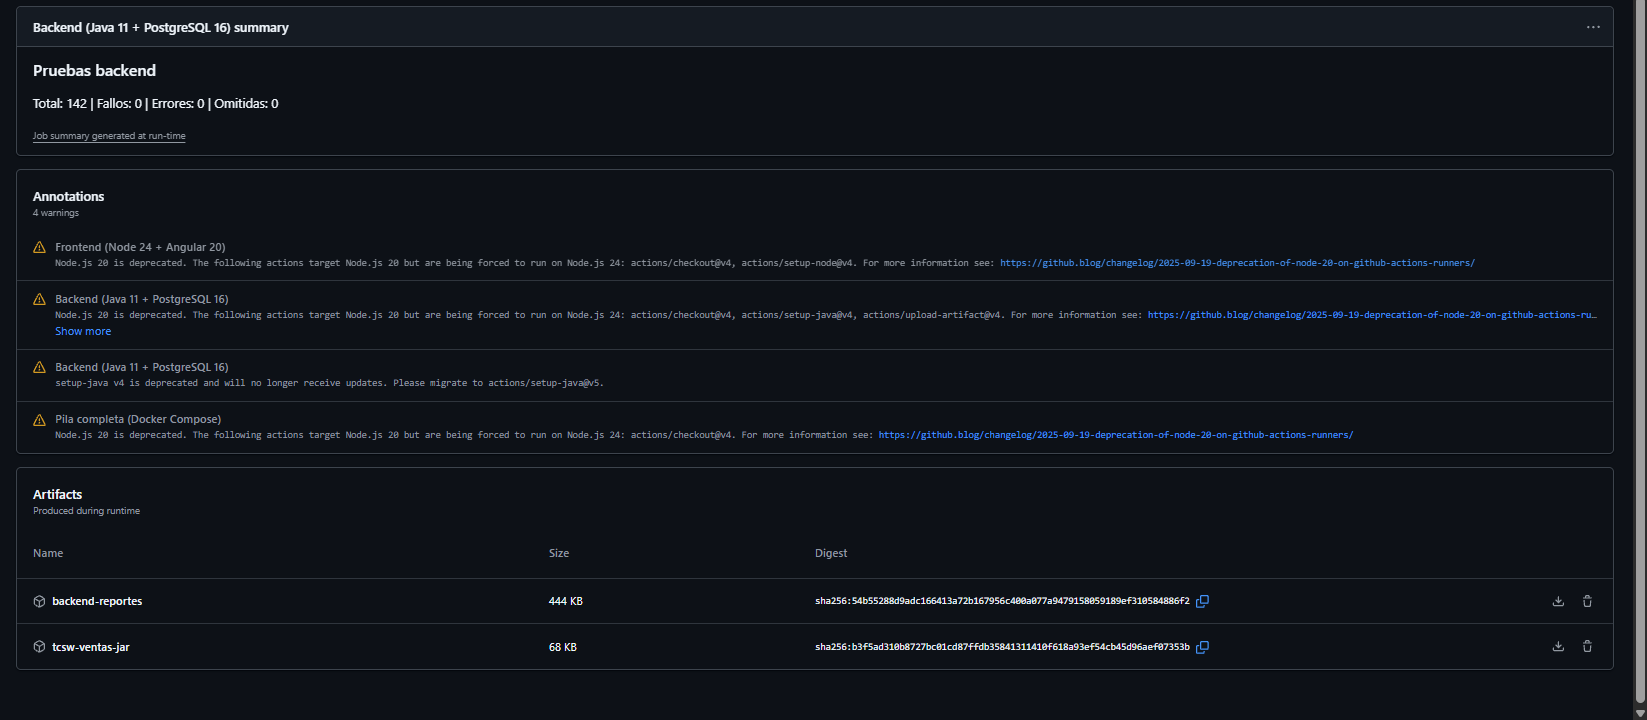 Backend (Java 11 + PostgreSQL 16) summary
Pruebas backend
Total: 142 | Fallos: 0 | Errores: 0 | Omitidas: 0
Job summary generated at run-time
Annotations
4 warnings
Frontend (Node 24 + Angular 20)
Node.js 20 is deprecated. The following actions target Node.js 20 but are being forced to run on Node.js 24: actions/checkout@v4, actions/setup-node@v4. For more information see: https://github.blog/changelog/2025-09-19-deprecation-of-node-20-on-github-actions-runners/
Backend (Java 11 + PostgreSQL 16)
Node.js 20 is deprecated. The following actions target Node.js 20 but are being forced to run on Node.js 24: actions/checkout@v4, actions/setup-java@v4, actions/upload-artifact@v4. For more information see: https://github.blog/changelog/2025-09-19-deprecation-of-node-20-on-github-actions-ru…
Show more
Backend (Java 11 + PostgreSQL 16)
setup-java v4 is deprecated and will no longer receive updates. Please migrate to actions/setup-java@v5.
Pila completa (Docker Compose)
Node.js 20 is deprecated. The following actions target Node.js 20 but are being forced to run on Node.js 24: actions/checkout@v4. For more information see: https://github.blog/changelog/2025-09-19-deprecation-of-node-20-on-github-actions-runners/
Artifacts
Produced during runtime
Name Size Digest
backend-reportes 444 KB sha256:54b55288d9adc166413a72b167956c400a077a9479158059189ef310584886f2
tcsw-ventas-jar 68 KB sha256:b3f5ad310b8727bc01cd87ffdb35841311410f618a93ef54cb45d96aef07353b